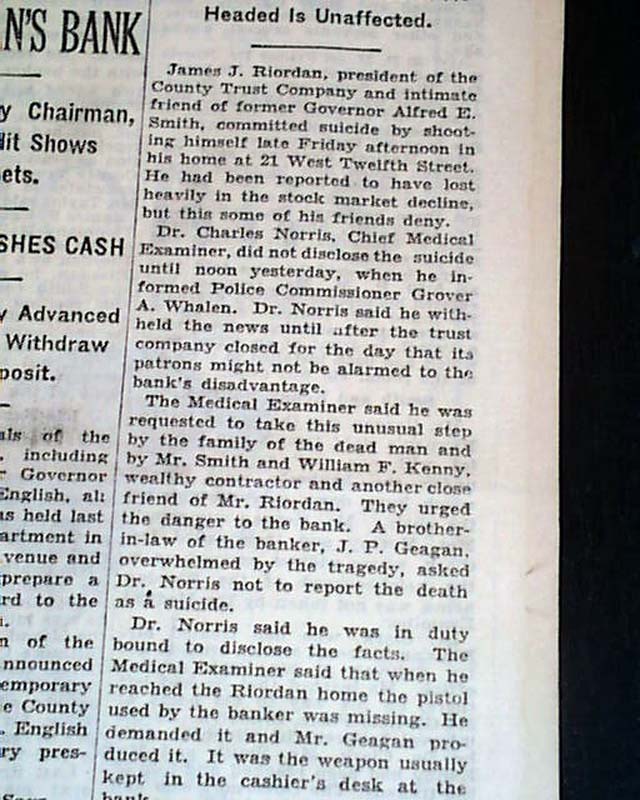 N'S BANK
y Chairman,
dit Shows
ets.
SHES CASH
y Advanced
Withdraw
posit.
als of the
. including
r Governor
English, all
as held last
artment in
venue and
prepare a
rd to the
n of the
nnounced
emporary
e County
. English
ry pres-
Headed Is Unaffected.
James J. Riordan, president of the
County Trust Company and intimate
friend of former Governor Alfred E.
Smith, committed suicide by shoot-
ing himself late Friday afternoon in
his home at 21 West Twelfth Street.
He had been reported to have lost
heavily in the stock market decline,
but this some of his friends deny.
Dr. Charles Norris, Chief Medical
Examiner, did not disclose the suicide
until noon yesterday, when he in-
formed Police Commissioner Grover
A. Whalen. Dr. Norris said he with-
held the news until after the trust
company closed for the day that its
patrons might not be alarmed to the
bank's disadvantage.
The Medical Examiner said he was
requested to take this unusual step
by the family of the dead man and
by Mr. Smith and William F. Kenny,
wealthy contractor and another close
friend of Mr. Riordan. They urged
the danger to the bank. A brother-
in-law of the banker, J. P. Geagan,
overwhelmed by the tragedy, asked
Dr. Norris not to report the death
as a suicide.
Dr. Norris said he was in duty
bound to disclose the facts. The
Medical Examiner said that when he
reached the Riordan home the pistol
used by the banker was missing. He
demanded it and Mr. Geagan pro-
duced it. It was the weapon usually
kept in the cashier's desk at the
bank